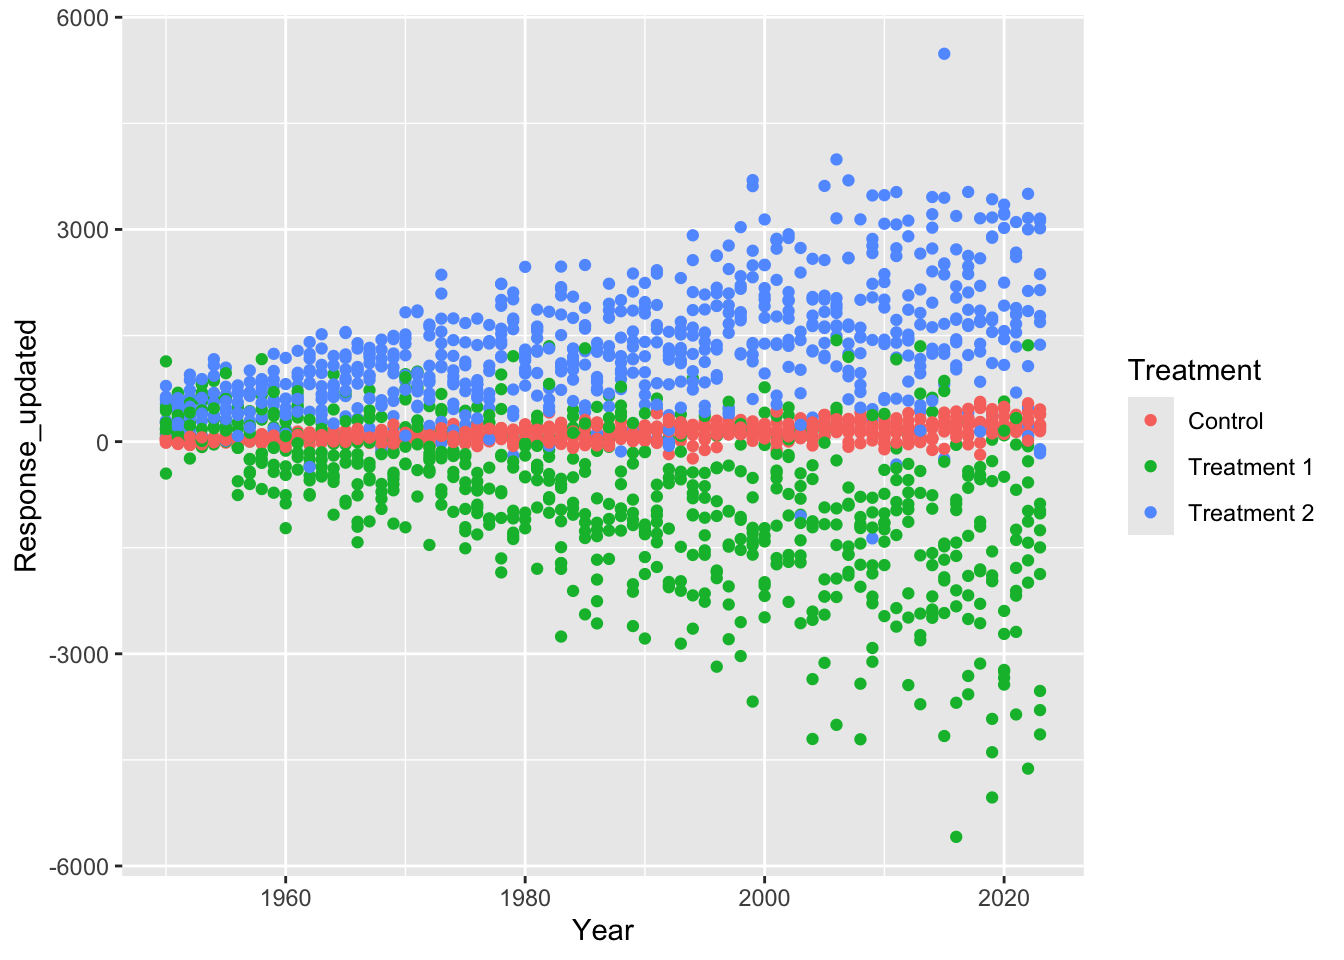 Response_updated
6000
3000
0
-3000
-6000
1960
1980
2000
2020
Year
Treatment
Control
Treatment 1
Treatment 2